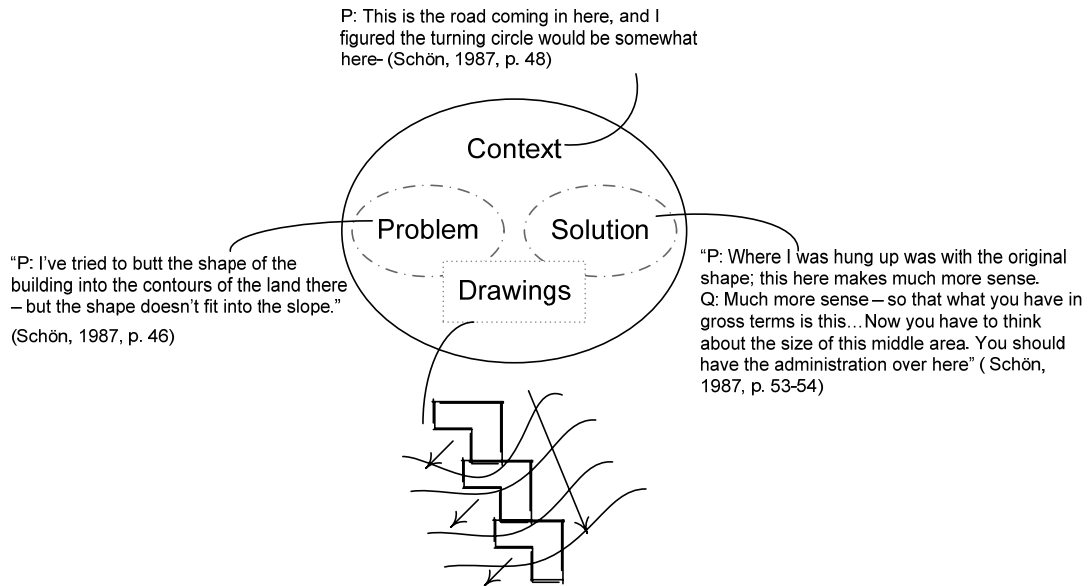 P: This is the road coming in here, and I
figured the turning circle would be somewhat
here– (Schön, 1987, p. 48)
Context
Problem
Solution
Drawings
“P: I’ve tried to butt the shape of the
building into the contours of the land there
– but the shape doesn’t fit into the slope.”
(Schön, 1987, p. 46)
“P: Where I was hung up was with the original
shape; this here makes much more sense.
Q: Much more sense – so that what you have in
gross terms is this…Now you have to think
about the size of this middle area. You should
have the administration over here” ( Schön,
1987, p. 53-54)